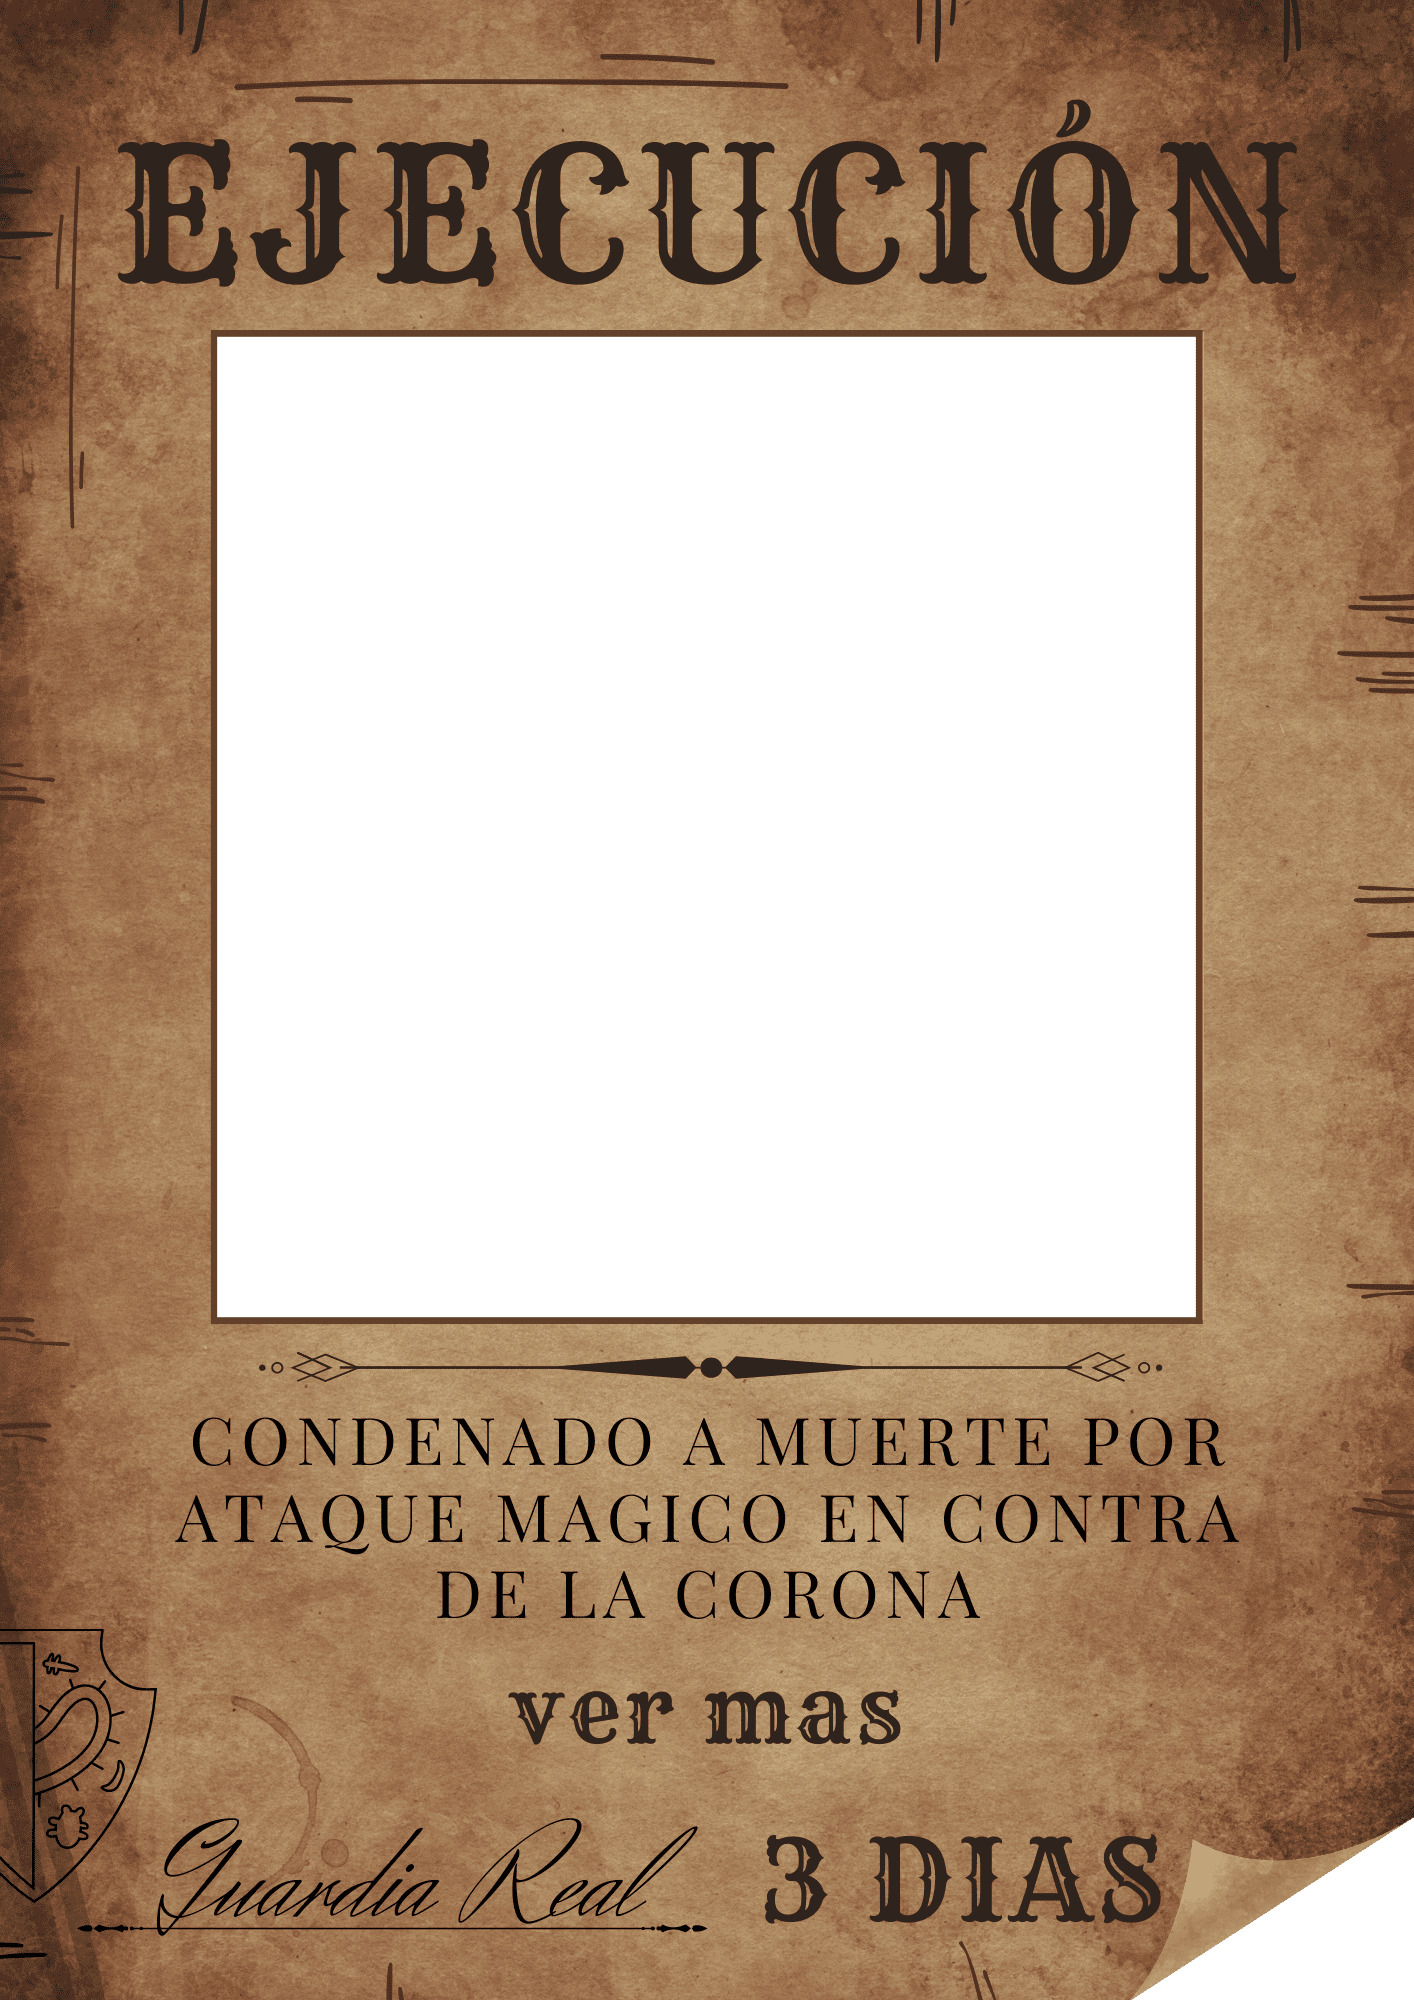 EJECUCIÓN
CONDENADO A MUERTE POR
ATAQUE MAGICO EN CONTRA
DE LA CORONA
ver mas
Guardia Real
3 DIAS